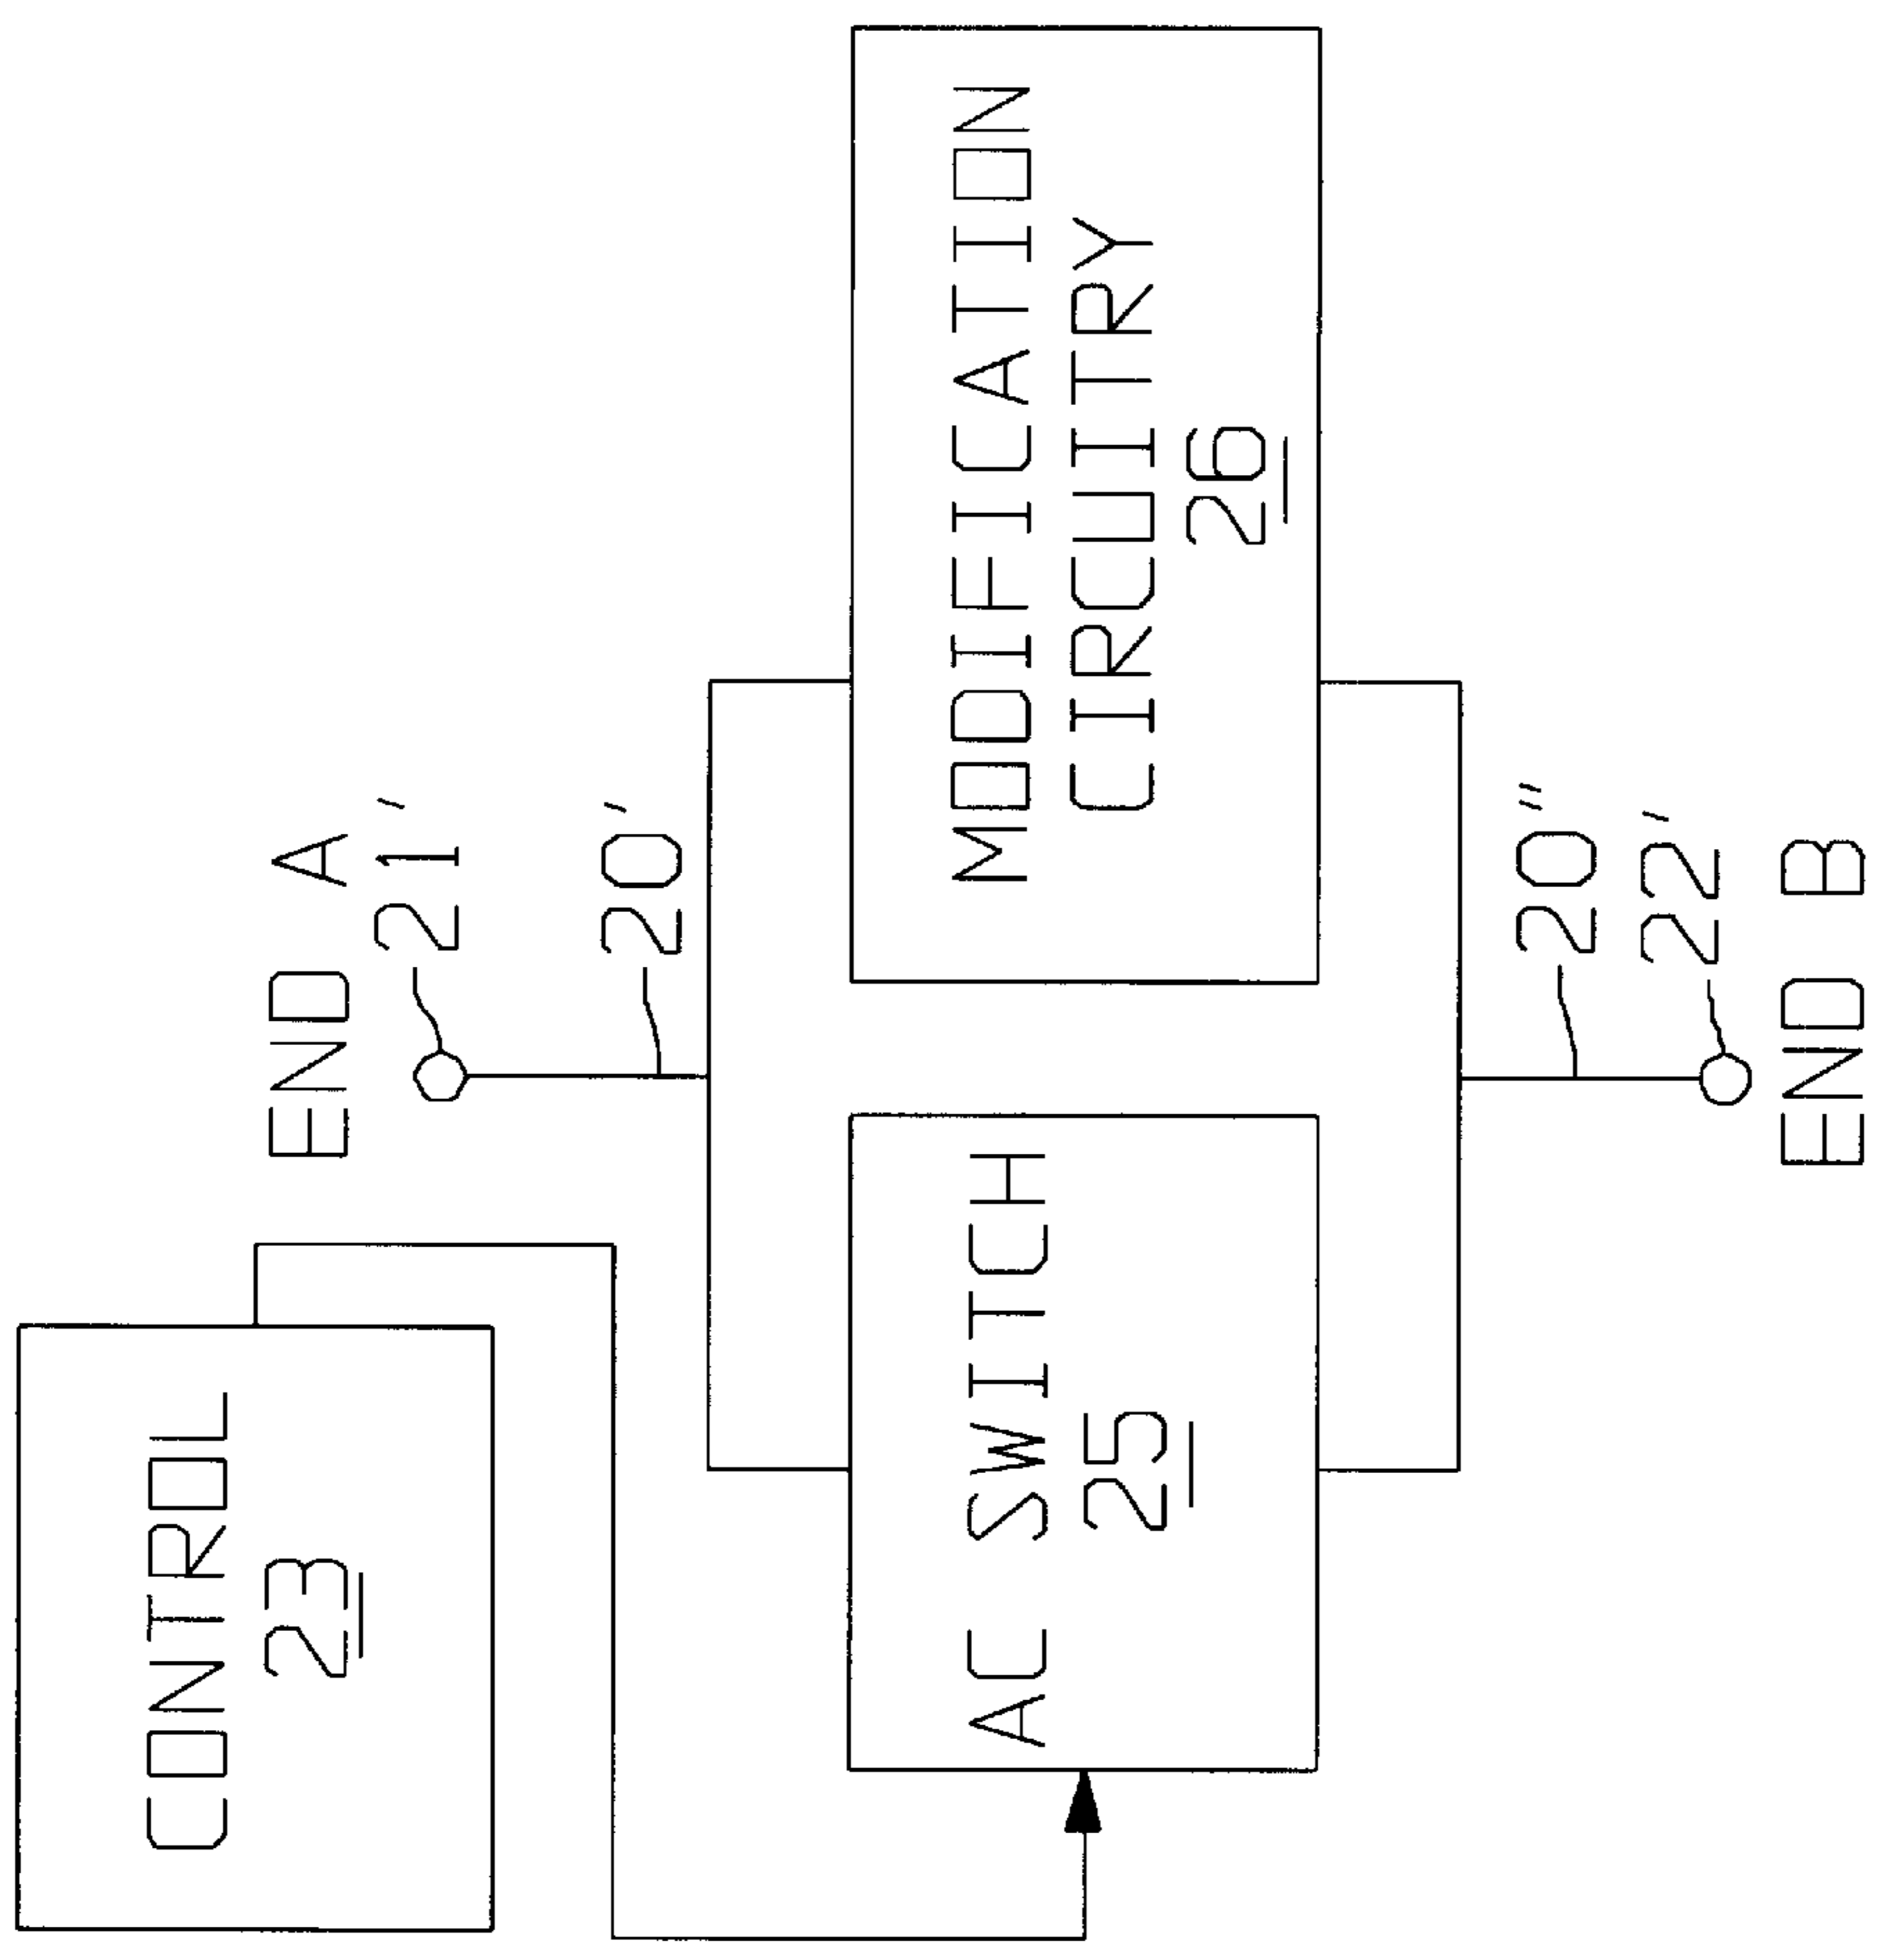 CONTROL
23
END A
21'
20'
AC SWITCH
25
MODIFICATION
CIRCUITRY
26
20"
22'
END B